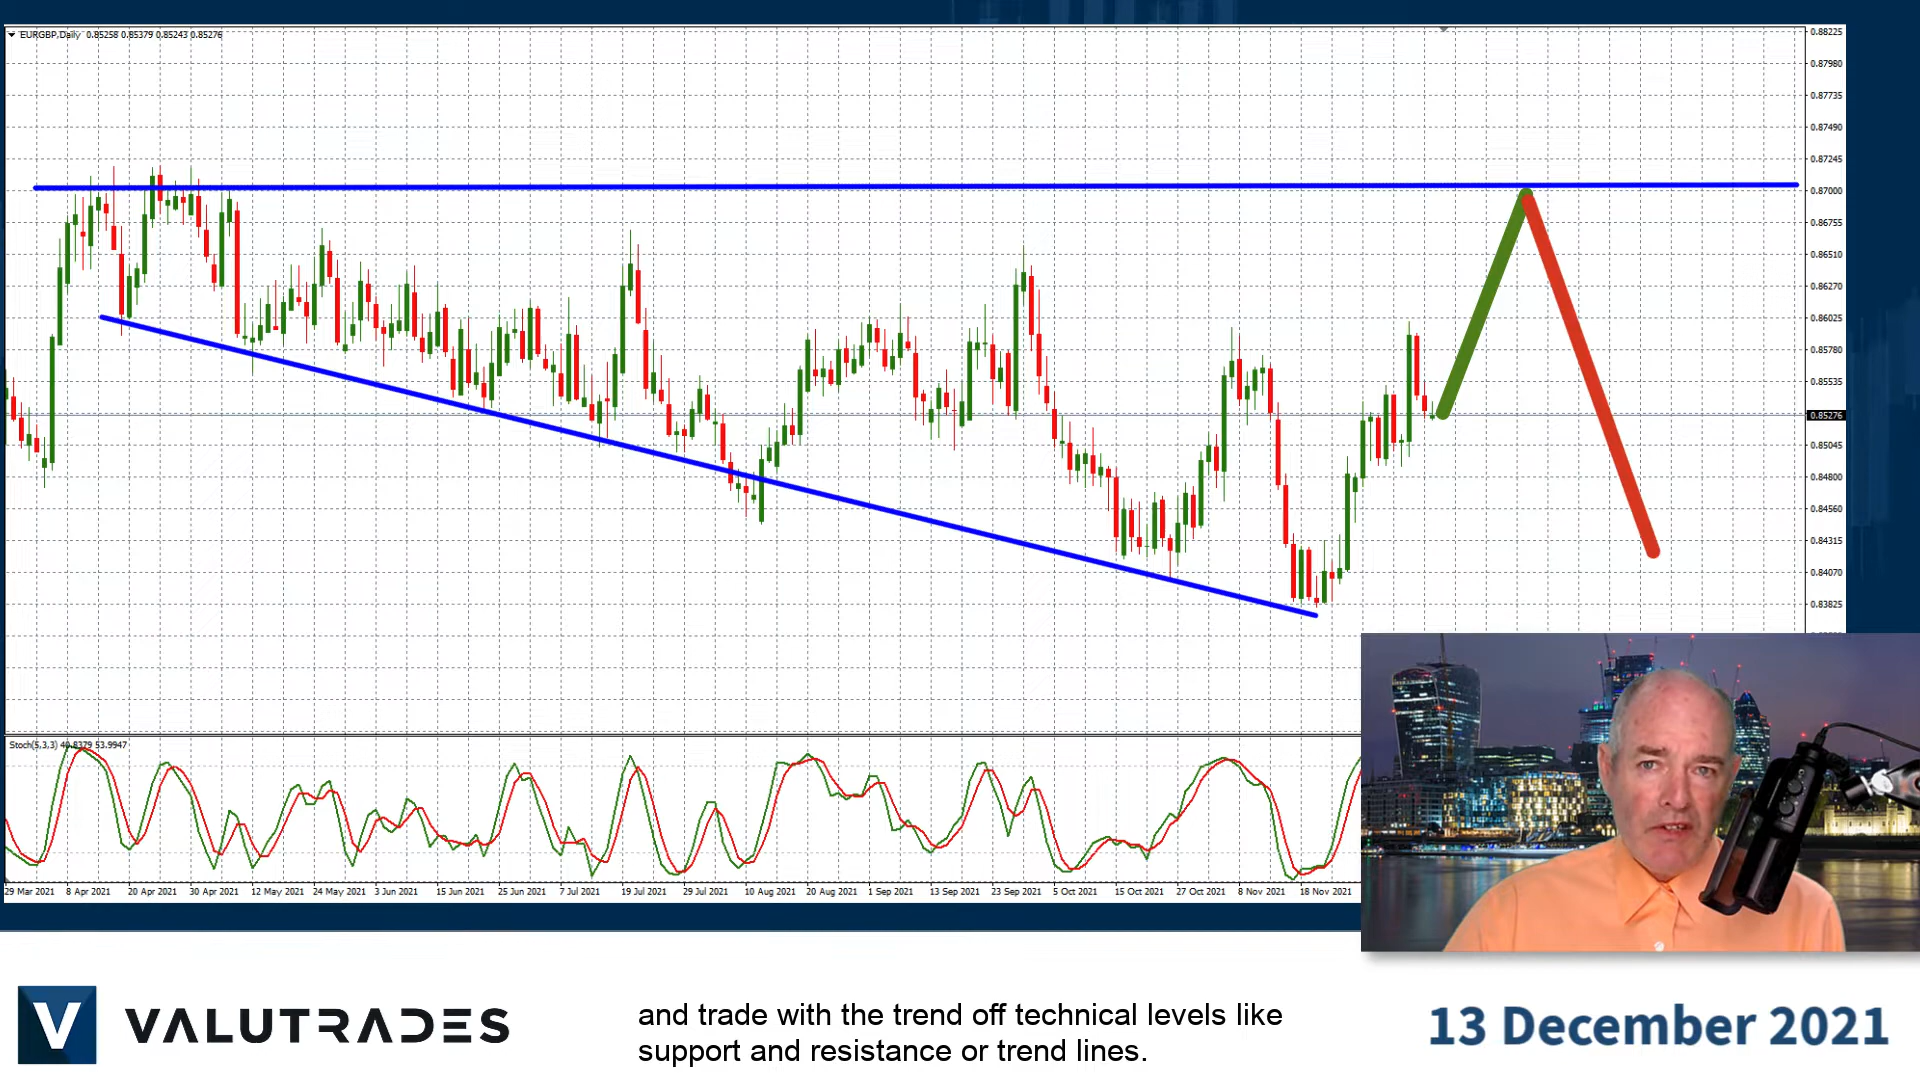 EURGBP,Daily 0.85258 0.85379 0.85243 0.85276
0.88225
0.87980
0.87735
0.87490
0.87245
0.87000
0.86755
0.86510
0.86270
0.86025
0.85780
0.85535
0.85276
0.85045
0.84800
0.84560
0.84315
0.84070
0.83825
Stoch(5,3,3) 40.8379 53.9947
29 Mar 2021 8 Apr 2021 20 Apr 2021 30 Apr 2021 12 May 2021 24 May 2021 3 Jun 2021 15 Jun 2021 25 Jun 2021 7 Jul 2021 19 Jul 2021 29 Jul 2021 10 Aug 2021 20 Aug 2021 1 Sep 2021 13 Sep 2021 23 Sep 2021 5 Oct 2021 15 Oct 2021 27 Oct 2021 8 Nov 2021 18 Nov 2021
V VALUTRADES
and trade with the trend off technical levels like
support and resistance or trend lines.
13 December 2021